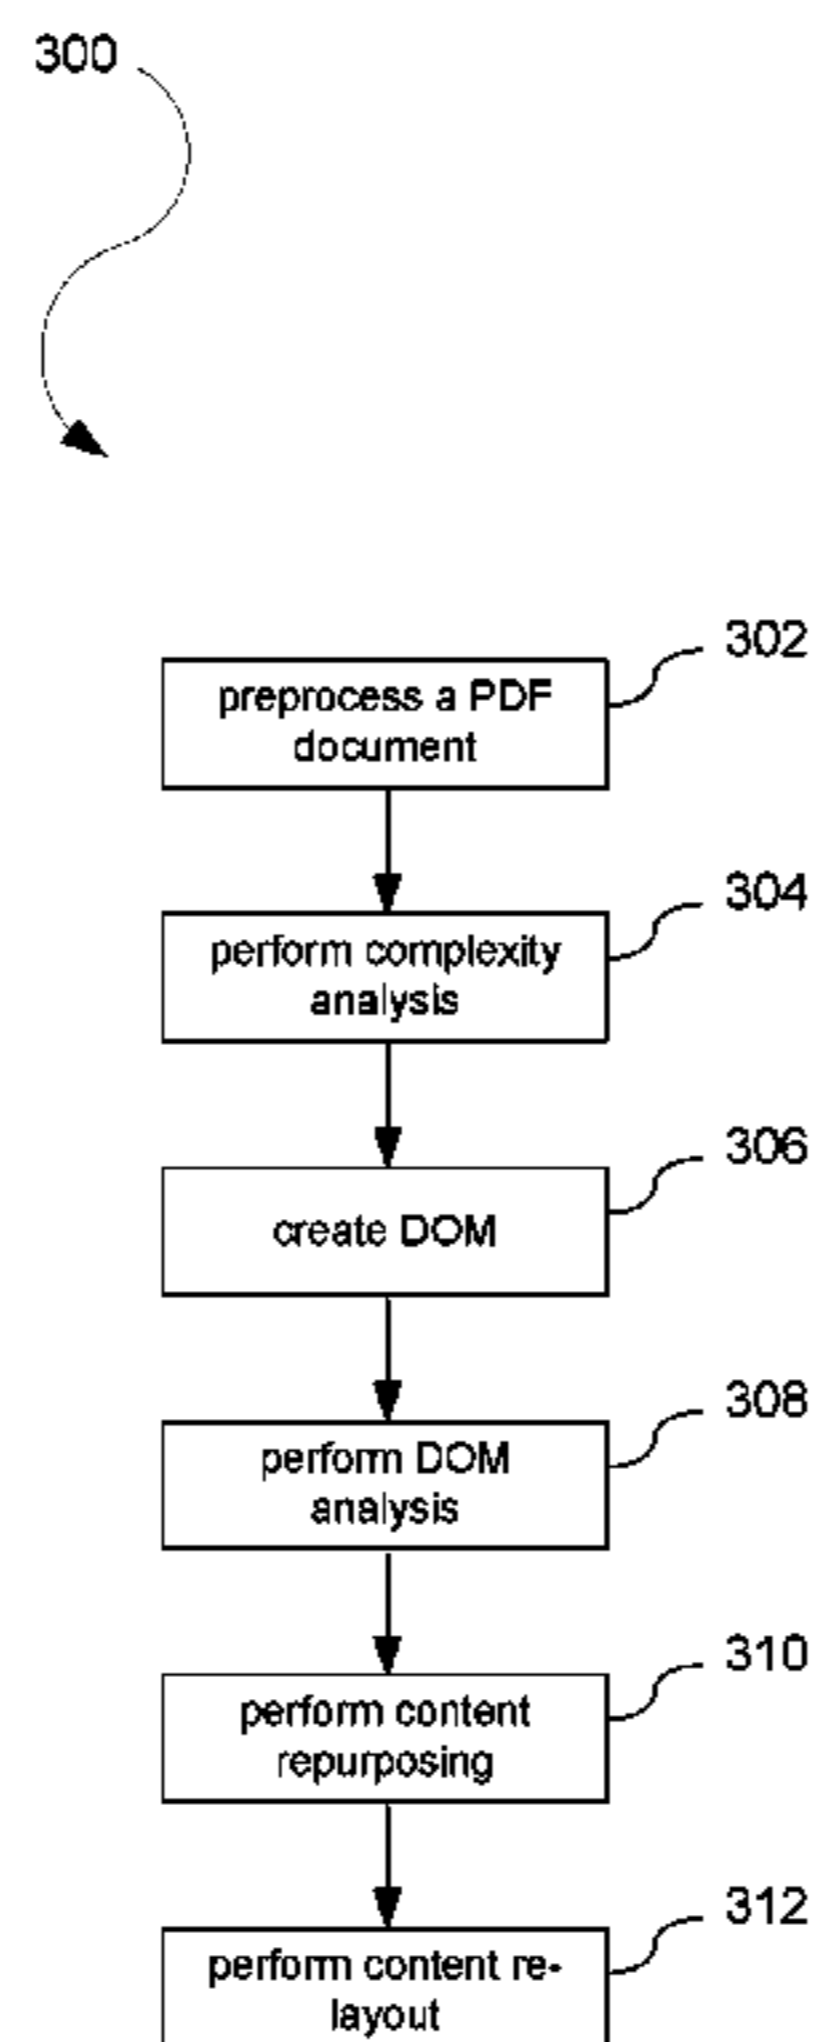 300
302
preprocess a PDF
document
304
perform complexity
analysis
306
create DOM
308
perform DOM
analysis
310
perform content
repurposing
312
perform content re-
layout